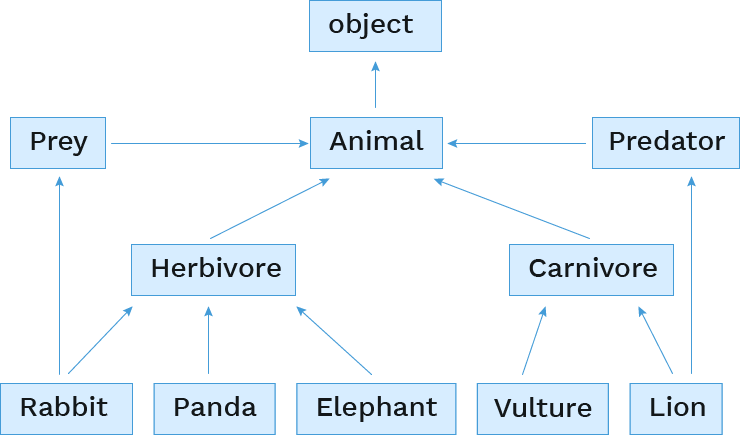 object
Prey
Animal
Predator
Herbivore
Carnivore
Rabbit
Panda
Elephant
Vulture
Lion